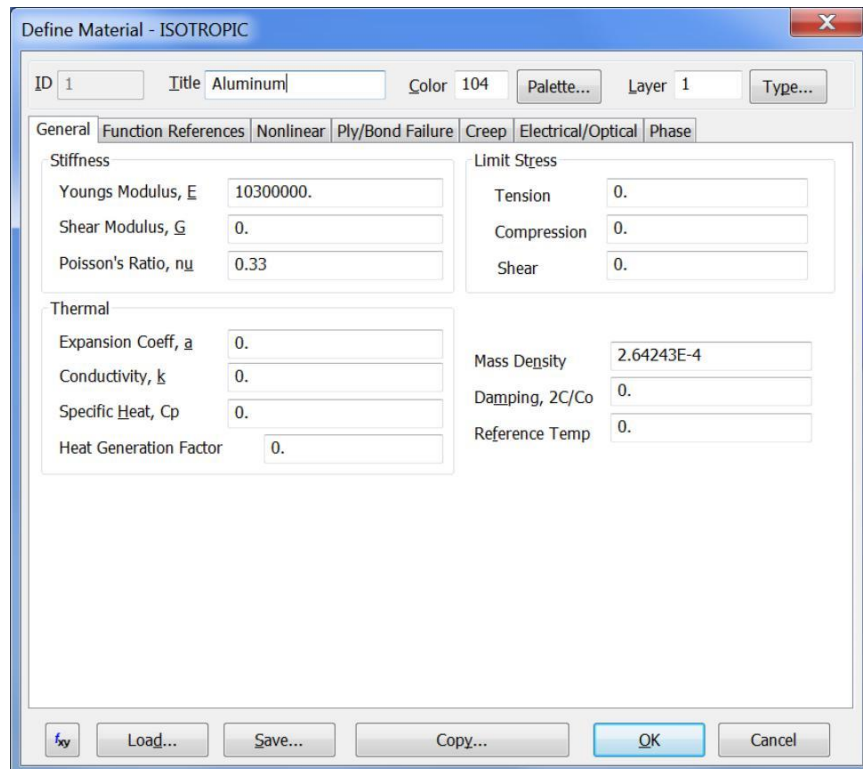 Define Material - ISOTROPIC
X
ID 1 Title Aluminum Color 104 Palette... Layer 1 Type...
General Function References Nonlinear Ply/Bond Failure Creep Electrical/Optical Phase
Stiffness
Youngs Modulus, E 10300000.
Shear Modulus, G 0.
Poisson's Ratio, nu 0.33
Limit Stress
Tension 0.
Compression 0.
Shear 0.
Thermal
Expansion Coeff, a 0.
Conductivity, k 0.
Specific Heat, Cp 0.
Heat Generation Factor 0.
Mass Density 2.64243E-4
Damping, 2C/Co 0.
Reference Temp 0.
fxy Load... Save... Copy... OK Cancel